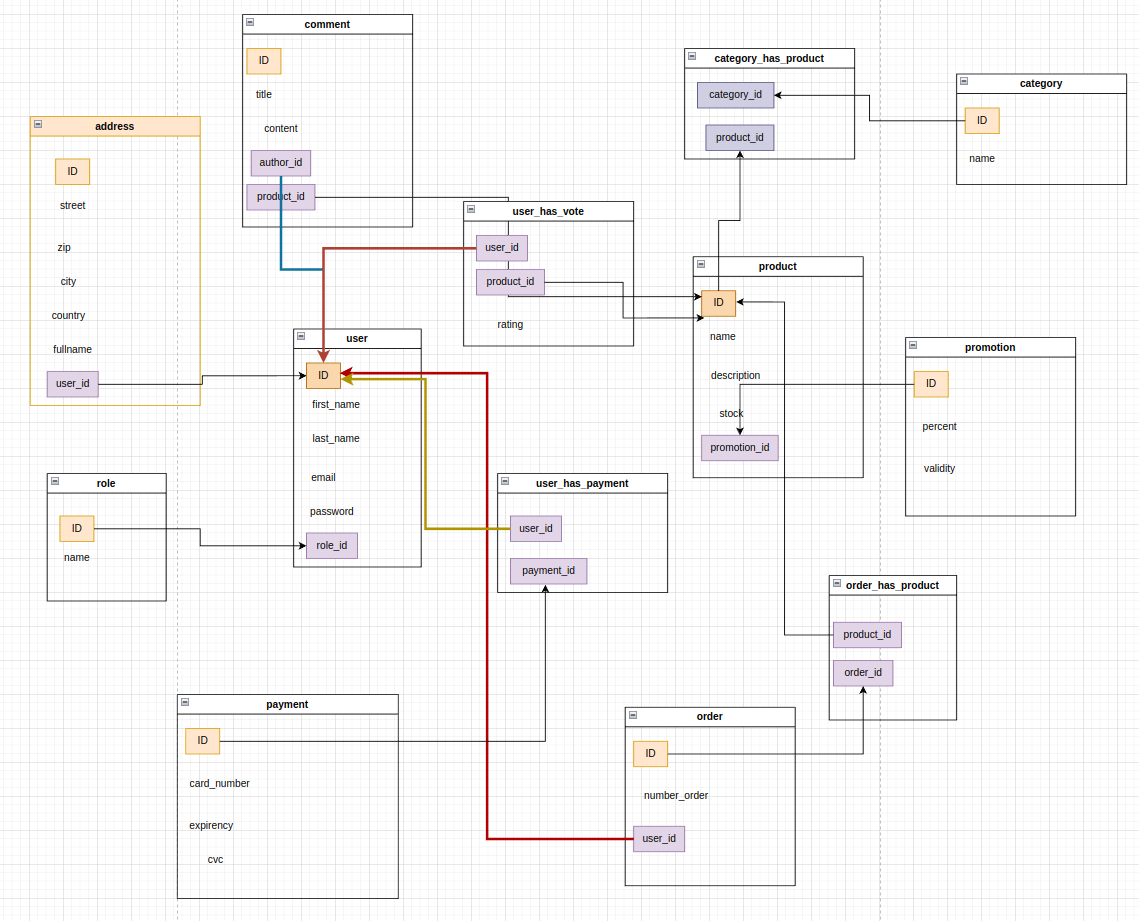 comment
ID
title
content
author_id
product_id
address
ID
street
zip
city
country
fullname
user_id
user_has_vote
user_id
product_id
rating
category_has_product
category_id
product_id
category
ID
name
product
ID
name
description
stock
promotion_id
promotion
ID
percent
validity
user
ID
first_name
last_name
email
password
role_id
role
ID
name
user_has_payment
user_id
payment_id
order_has_product
product_id
order_id
payment
ID
card_number
expirency
cvc
order
ID
number_order
user_id